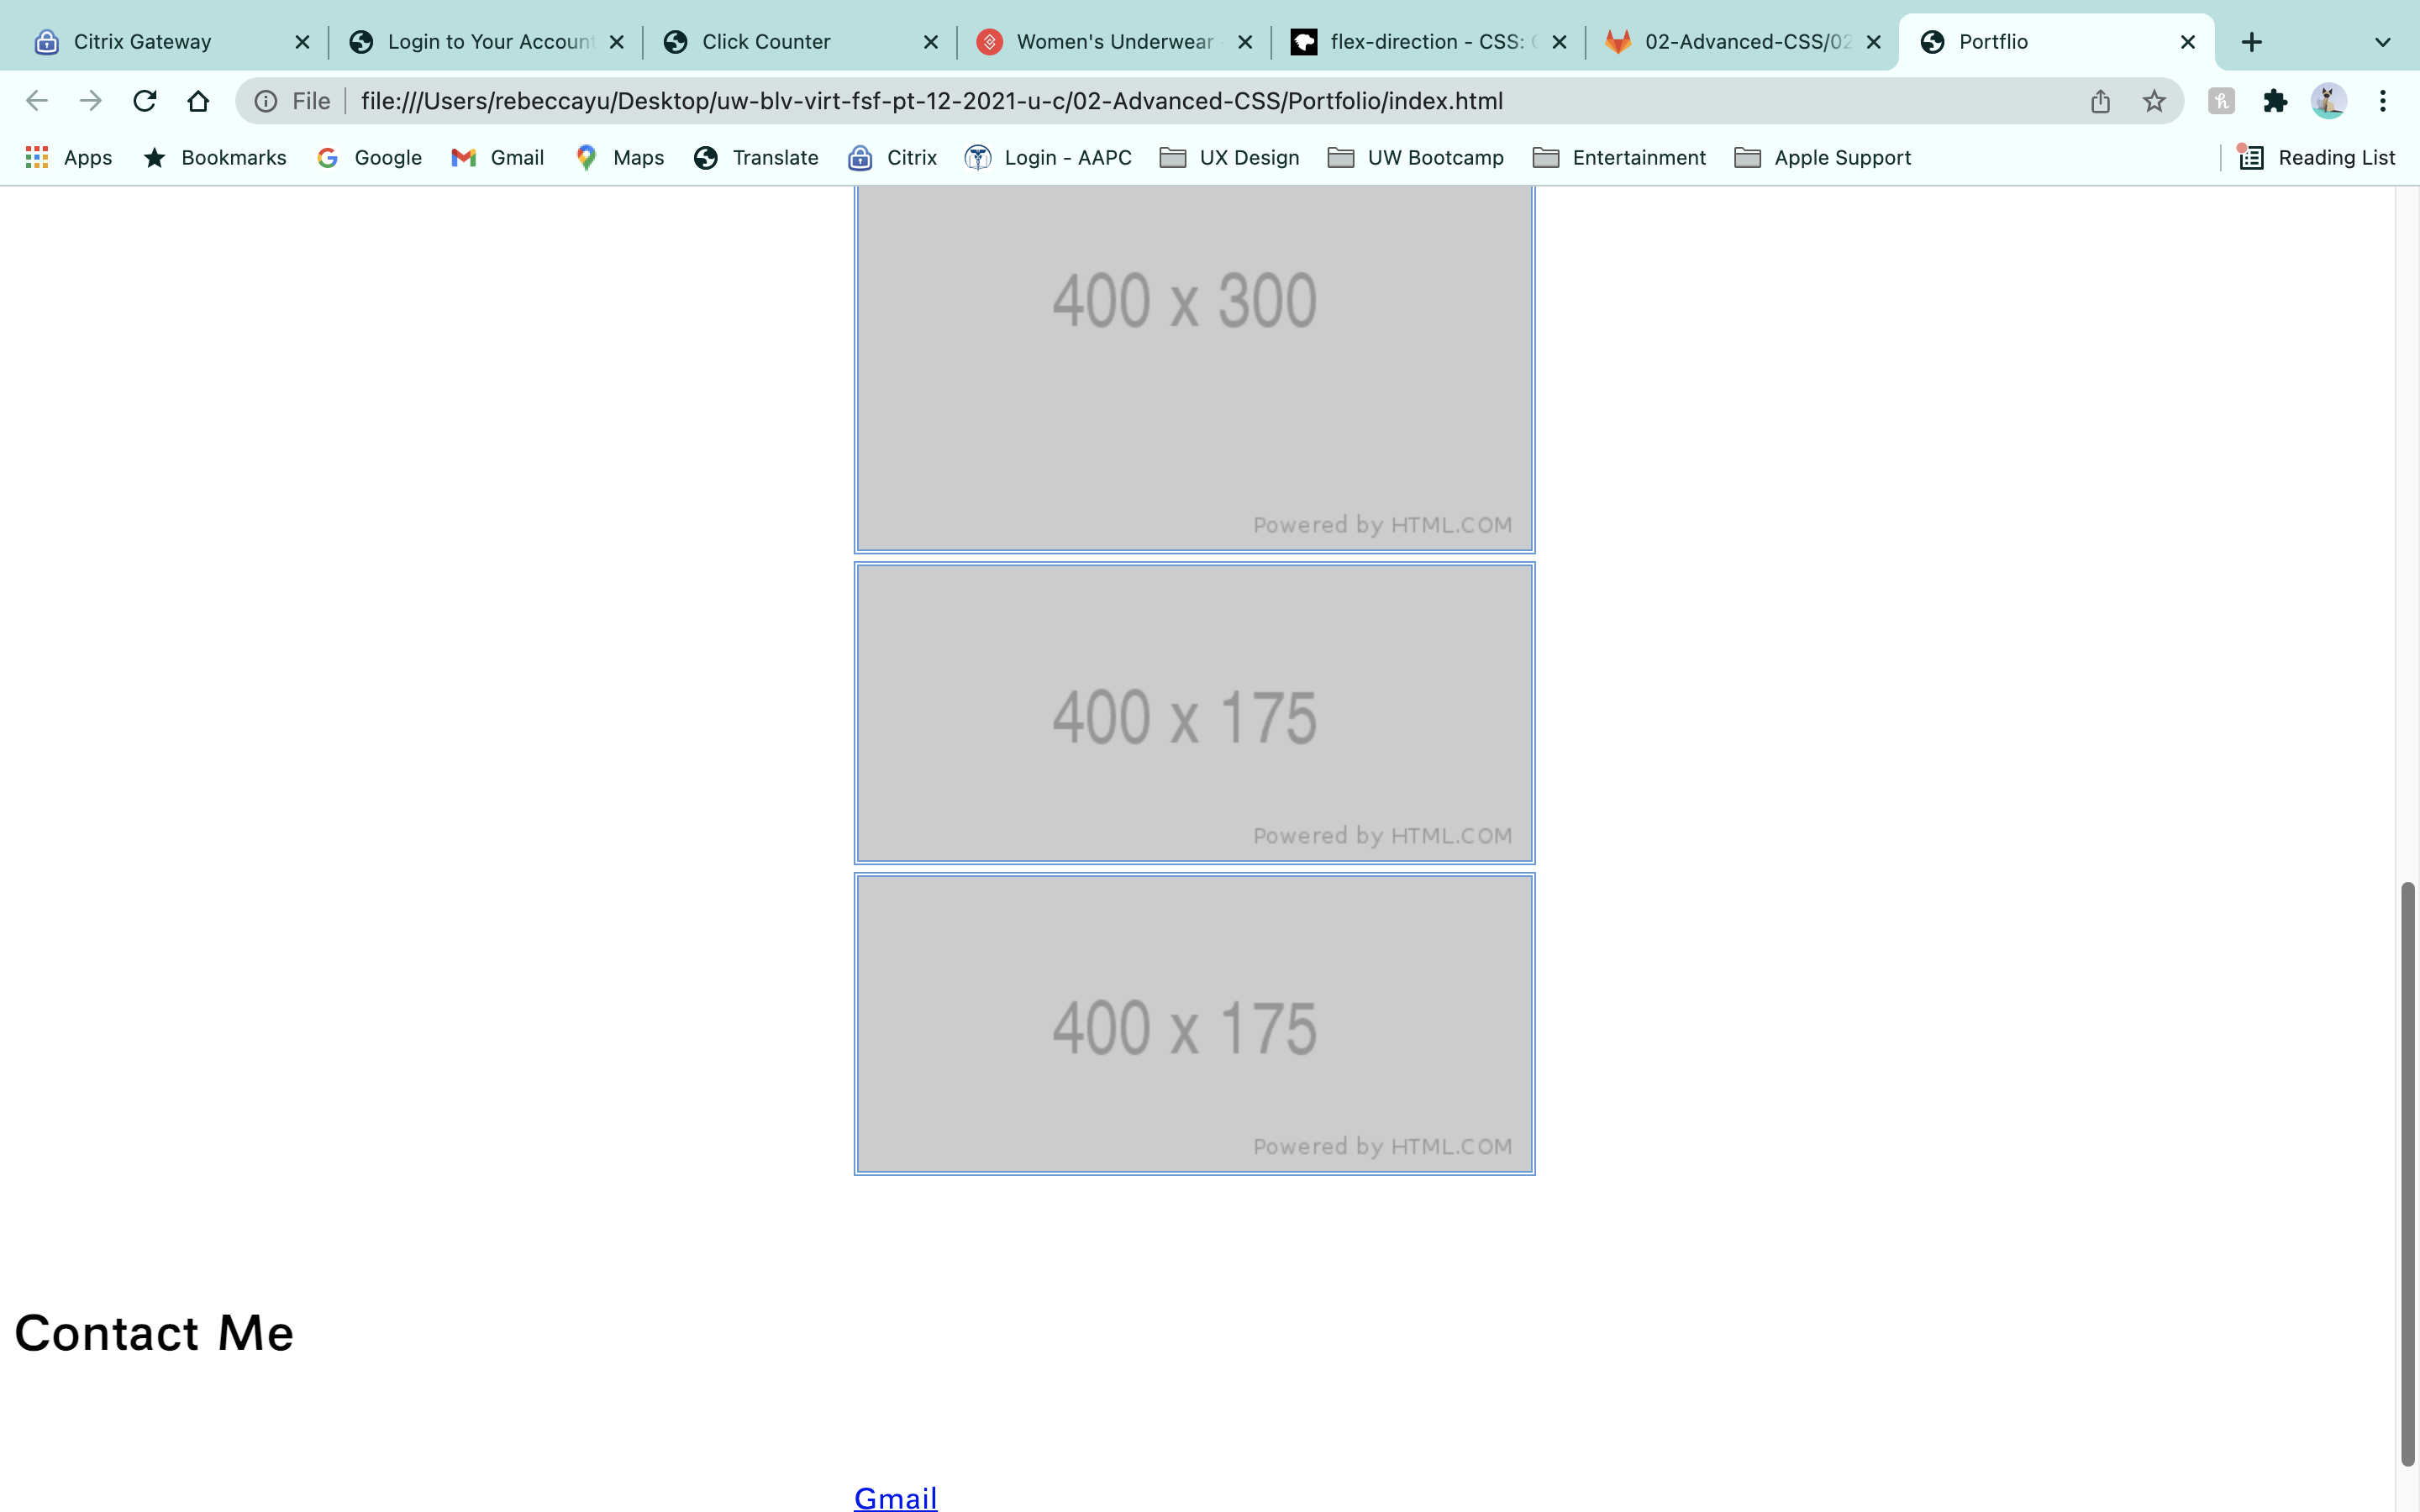 Citrix Gateway
Login to Your Account
Click Counter
Women's Underwear
flex-direction - CSS:
02-Advanced-CSS/02
Portflio
File
file:///Users/rebeccayu/Desktop/uw-blv-virt-fsf-pt-12-2021-u-c/02-Advanced-CSS/Portfolio/index.html
Apps
Bookmarks
Google
Gmail
Maps
Translate
Citrix
Login - AAPC
UX Design
UW Bootcamp
Entertainment
Apple Support
Reading List
400 x 300
Powered by HTML.COM
400 x 175
Powered by HTML.COM
400 x 175
Powered by HTML.COM
Contact Me
Gmail